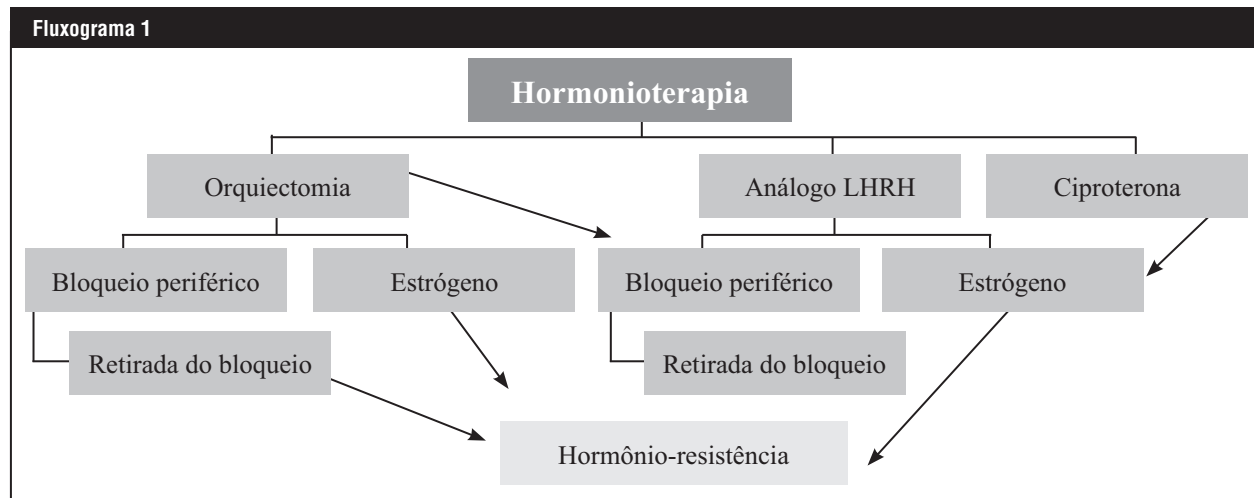 Fluxograma 1
Hormonioterapia
Orquiectomia
Análogo LHRH
Ciproterona
Bloqueio periférico
Estrógeno
Bloqueio periférico
Estrógeno
Retirada do bloqueio
Retirada do bloqueio
Hormônio-resistência